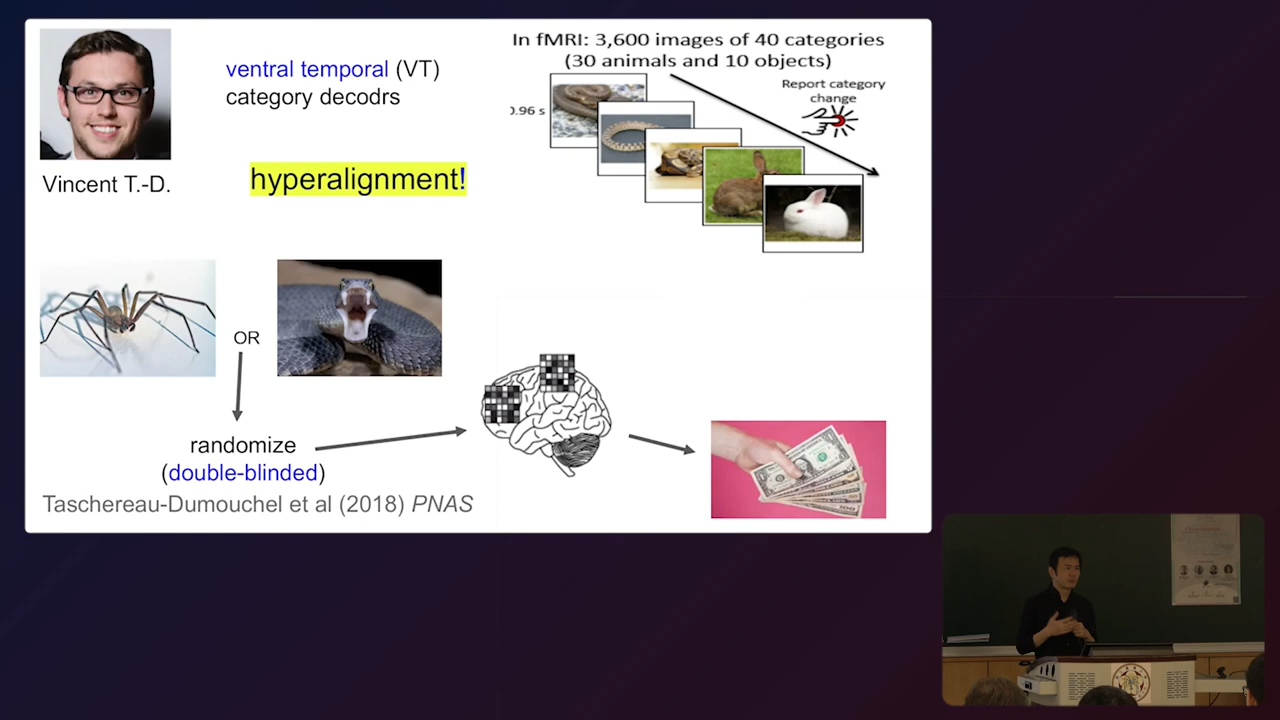 In fMRI: 3,600 images of 40 categories
(30 animals and 10 objects)
ventral temporal (VT)
category decodrs
Report category
change
0.96 s
hyperalignment!
Vincent T.-D.
OR
randomize
(double-blinded)
Taschereau-Dumouchel et al (2018) PNAS